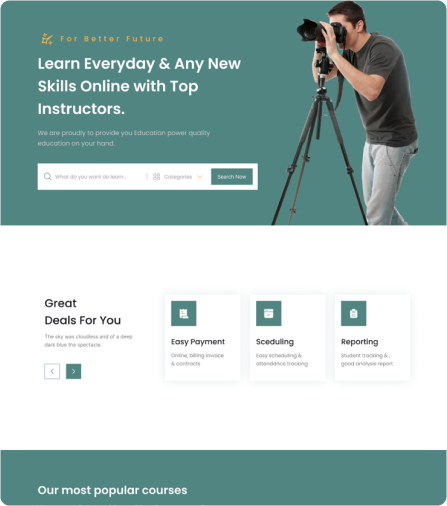 For Better Future
Learn Everyday & Any New
Skills Online with Top
Instructors.
We are proudly to provide you Education power quality
education on your hand.
What do you want do learn..
Categories
Search Now
Great
Deals For You
The sky was cloudless and of a deep
dark blue the spectacle.
Easy Payment
Online, billing invoice
& contracts
Sceduling
Easy scheduling &
attendance tracking
Reporting
Student tracking & ,
good analysis report
Our most popular courses